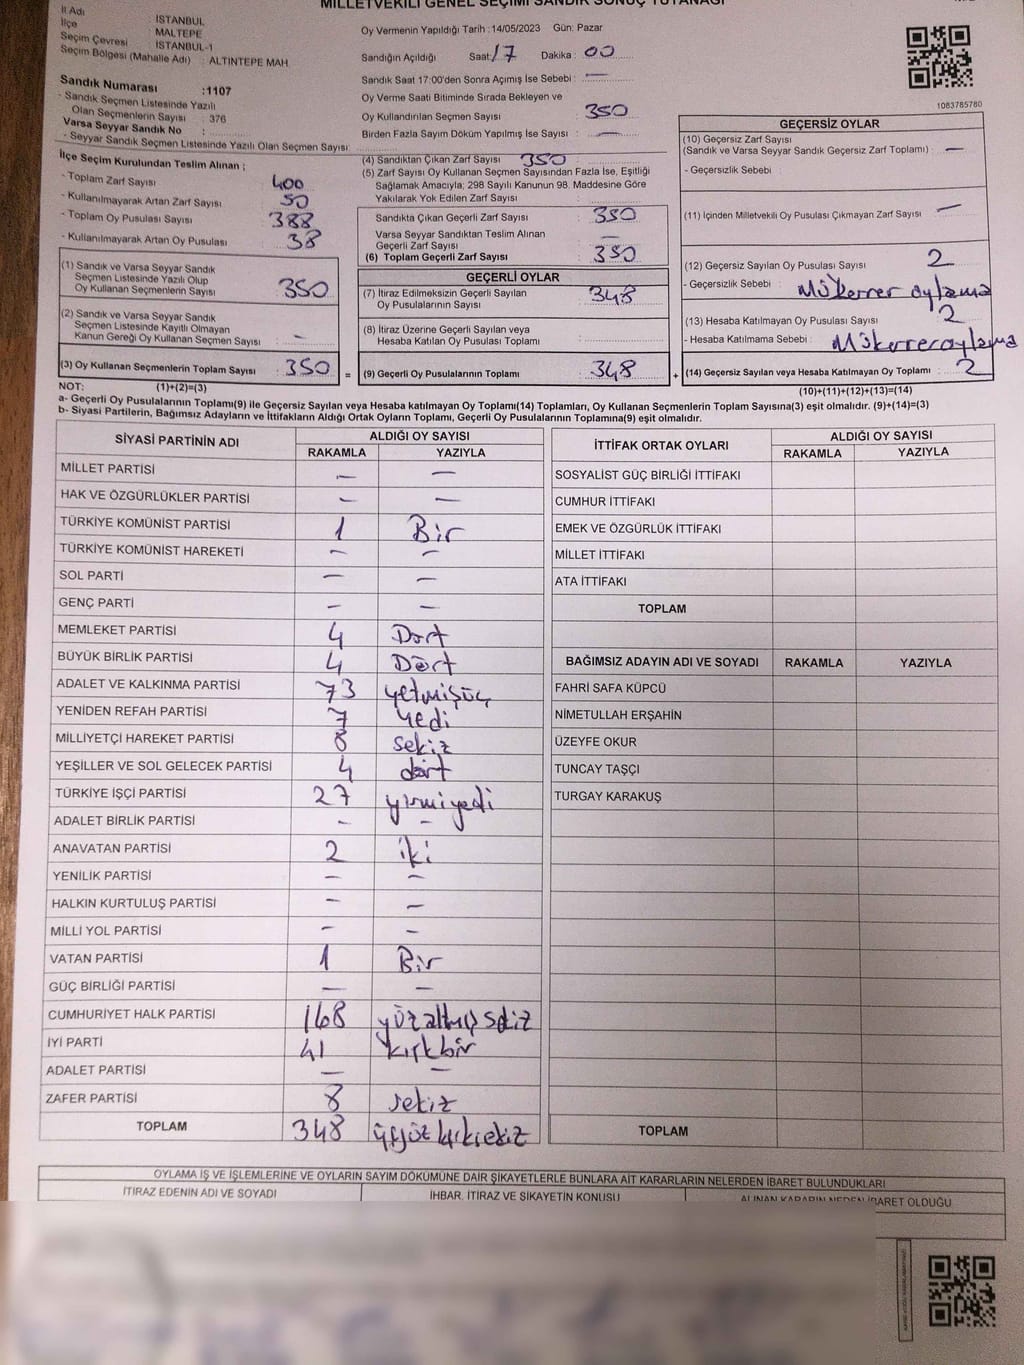 MİLLETVEKİLİ GENEL SEÇİMİ SANDIK SONUÇ TUTANAĞI
İl Adı İSTANBUL
İlçe MALTEPE
Seçim Çevresi İSTANBUL-1
Seçim Bölgesi (Mahalle Adı) : ALTINTEPE MAH.
Oy Vermenin Yapıldığı Tarih : 14/05/2023 Gün: Pazar
Sandığın Açıldığı Saat 17 Dakika : 00
Sandık Saat 17:00'den Sonra Açımış İse Sebebi : —
Oy Verme Saati Bitiminde Sırada Bekleyen ve
Oy Kullandırılan Seçmen Sayısı : 350
Birden Fazla Sayım Döküm Yapılmış İse Sayısı : —
1083785780
Sandık Numarası :1107
- Sandık Seçmen Listesinde Yazılı
Olan Seçmenlerin Sayısı : 376
Varsa Seyyar Sandık No :
- Seyyar Sandık Seçmen Listesinde Yazılı Olan Seçmen Sayısı :
İlçe Seçim Kurulundan Teslim Alınan ;
- Toplam Zarf Sayısı : 400
- Kullanılmayarak Artan Zarf Sayısı : 50
- Toplam Oy Pusulası Sayısı : 388
- Kullanılmayarak Artan Oy Pusulası : 38
(1) Sandık ve Varsa Seyyar Sandık
Seçmen Listesinde Yazılı Olup
Oy Kullanan Seçmenlerin Sayısı : 350
(2) Sandık ve Varsa Seyyar Sandık
Seçmen Listesinde Kayıtlı Olmayan
Kanun Gereği Oy Kullanan Seçmen Sayısı : —
(3) Oy Kullanan Seçmenlerin Toplam Sayısı : 350 =
(4) Sandıktan Çıkan Zarf Sayısı : 350
(5) Zarf Sayısı Oy Kullanan Seçmen Sayısından Fazla İse, Eşitliği
Sağlamak Amacıyla; 298 Sayılı Kanunun 98. Maddesine Göre
Yakılarak Yok Edilen Zarf Sayısı :
Sandıkta Çıkan Geçerli Zarf Sayısı : 350
Varsa Seyyar Sandıktan Teslim Alınan
Geçerli Zarf Sayısı : —
(6) Toplam Geçerli Zarf Sayısı : 350
GEÇERLİ OYLAR
(7) İtiraz Edilmeksizin Geçerli Sayılan
Oy Pusulalarının Sayısı : 348
(8) İtiraz Üzerine Geçerli Sayılan veya
Hesaba Katılan Oy Pusulası Toplamı :
(9) Geçerli Oy Pusulalarının Toplamı : 348 +
GEÇERSİZ OYLAR
(10) Geçersiz Zarf Sayısı
(Sandık ve Varsa Seyyar Sandık Geçersiz Zarf Toplamı) : —
- Geçersizlik Sebebi :
(11) İçinden Milletvekili Oy Pusulası Çıkmayan Zarf Sayısı : —
(12) Geçersiz Sayılan Oy Pusulası Sayısı : 2
- Geçersizlik Sebebi : Mükerrer oylama
(13) Hesaba Katılmayan Oy Pusulası Sayısı : 2
- Hesaba Katılmama Sebebi : Mükerrer oylama
(14) Geçersiz Sayılan veya Hesaba Katılmayan Oy Toplamı : 2
NOT: (1)+(2)=(3) (10)+(11)+(12)+(13)=(14)
a- Geçerli Oy Pusulalarının Toplamı(9) ile Geçersiz Sayılan veya Hesaba katılmayan Oy Toplamı(14) Toplamları, Oy Kullanan Seçmenlerin Toplam Sayısına(3) eşit olmalıdır. (9)+(14)=(3)
b- Siyasi Partilerin, Bağımsız Adayların ve İttifakların Aldığı Ortak Oyların Toplamı, Geçerli Oy Pusulalarının Toplamına(9) eşit olmalıdır.
SİYASİ PARTİNİN ADI ALDIĞI OY SAYISI
RAKAMLA YAZIYLA
MİLLET PARTİSİ — —
HAK VE ÖZGÜRLÜKLER PARTİSİ — —
TÜRKİYE KOMÜNİST PARTİSİ 1 Bir
TÜRKİYE KOMÜNİST HAREKETİ — —
SOL PARTİ — —
GENÇ PARTİ — —
MEMLEKET PARTİSİ 4 Dört
BÜYÜK BİRLİK PARTİSİ 4 Dört
ADALET VE KALKINMA PARTİSİ 73 yetmişüç
YENİDEN REFAH PARTİSİ 7 yedi
MİLLİYETÇİ HAREKET PARTİSİ 8 sekiz
YEŞİLLER VE SOL GELECEK PARTİSİ 4 dört
TÜRKİYE İŞÇİ PARTİSİ 27 yirmiyedi
ADALET BİRLİK PARTİSİ — —
ANAVATAN PARTİSİ 2 iki
YENİLİK PARTİSİ — —
HALKIN KURTULUŞ PARTİSİ — —
MİLLİ YOL PARTİSİ — —
VATAN PARTİSİ 1 Bir
GÜÇ BİRLİĞİ PARTİSİ — —
CUMHURİYET HALK PARTİSİ 168 yüzaltmışsekiz
İYİ PARTİ 41 kırkbir
ADALET PARTİSİ — —
ZAFER PARTİSİ 8 sekiz
TOPLAM 348 üçyüzkırksekiz
İTTİFAK ORTAK OYLARI ALDIĞI OY SAYISI
RAKAMLA YAZIYLA
SOSYALİST GÜÇ BİRLİĞİ İTTİFAKI
CUMHUR İTTİFAKI
EMEK VE ÖZGÜRLÜK İTTİFAKI
MİLLET İTTİFAKI
ATA İTTİFAKI
TOPLAM
BAĞIMSIZ ADAYIN ADI VE SOYADI RAKAMLA YAZIYLA
FAHRİ SAFA KÜPCÜ
NİMETULLAH ERŞAHİN
ÜZEYFE OKUR
TUNCAY TAŞÇI
TURGAY KARAKUŞ
TOPLAM
OYLAMA İŞ VE İŞLEMLERİNE VE OYLARIN SAYIM DÖKÜMÜNE DAİR ŞİKAYETLERLE BUNLARA AİT KARARLARIN NELERDEN İBARET BULUNDUKLARI
İTİRAZ EDENİN ADI VE SOYADI İHBAR, İTİRAZ VE ŞİKAYETİN KONUSU ALINAN KARARIN NEDEN İBARET OLDUĞU